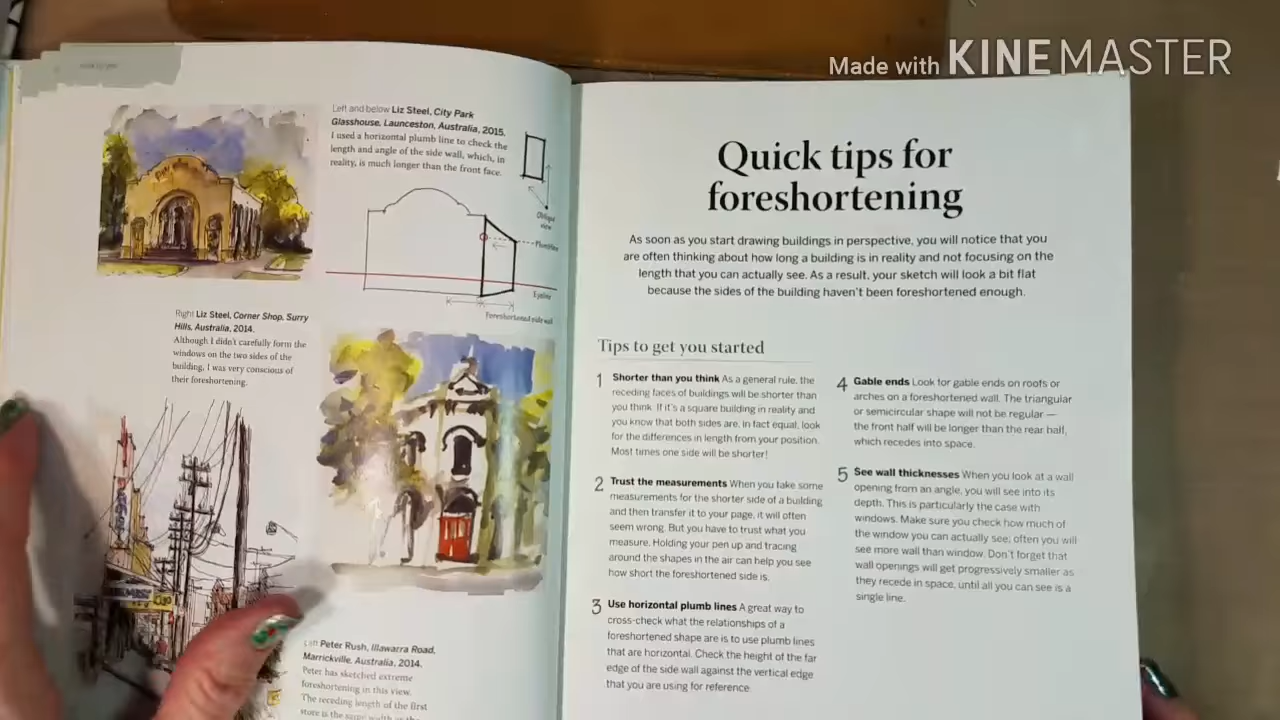 Made with KINEMASTER
Left and below Liz Steel, City Park
Glasshouse, Launceston, Australia, 2015.
I used a horizontal plumb line to check the
length and angle of the side wall, which, in
reality, is much longer than the front face.
Oblique
view
Plumbline
Eyeline
Foreshortened side wall
Right Liz Steel, Corner Shop, Surry
Hills, Australia, 2014.
Although I didn't carefully form the
windows on the two sides of the
building, I was very conscious of
their foreshortening.
Peter Rush, Illawarra Road,
Marrickville, Australia, 2014.
Peter has sketched extreme
foreshortening in this view.
The receding length of the first
store is the same width as the
Quick tips for
foreshortening
As soon as you start drawing buildings in perspective, you will notice that you
are often thinking about how long a building is in reality and not focusing on the
length that you can actually see. As a result, your sketch will look a bit flat
because the sides of the building haven't been foreshortened enough.
Tips to get you started
1 Shorter than you think As a general rule, the
receding faces of buildings will be shorter than
you think. If it's a square building in reality and
you know that both sides are, in fact equal, look
for the differences in length from your position.
Most times one side will be shorter!
2 Trust the measurements When you take some
measurements for the shorter side of a building
and then transfer it to your page, it will often
seem wrong. But you have to trust what you
measure. Holding your pen up and tracing
around the shapes in the air can help you see
how short the foreshortened side is.
3 Use horizontal plumb lines A great way to
cross-check what the relationships of a
foreshortened shape are is to use plumb lines
that are horizontal. Check the height of the far
edge of the side wall against the vertical edge
that you are using for reference.
4 Gable ends Look for gable ends on roofs or
arches on a foreshortened wall. The triangular
or semicircular shape will not be regular —
the front half will be longer than the rear half,
which recedes into space.
5 See wall thicknesses When you look at a wall
opening from an angle, you will see into its
depth. This is particularly the case with
windows. Make sure you check how much of
the window you can actually see; often you will
see more wall than window. Don't forget that
wall openings will get progressively smaller as
they recede in space, until all you can see is a
single line.